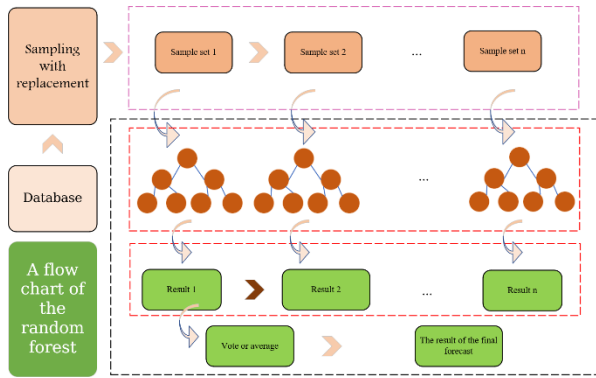 Sampling
with
replacement
Sample set 1
Sample set 2
...
Sample set n
Database
...
A flow
chart of
the
random
forest
Result 1
Result 2
...
Result n
Vote or average
The result of the final
forecast